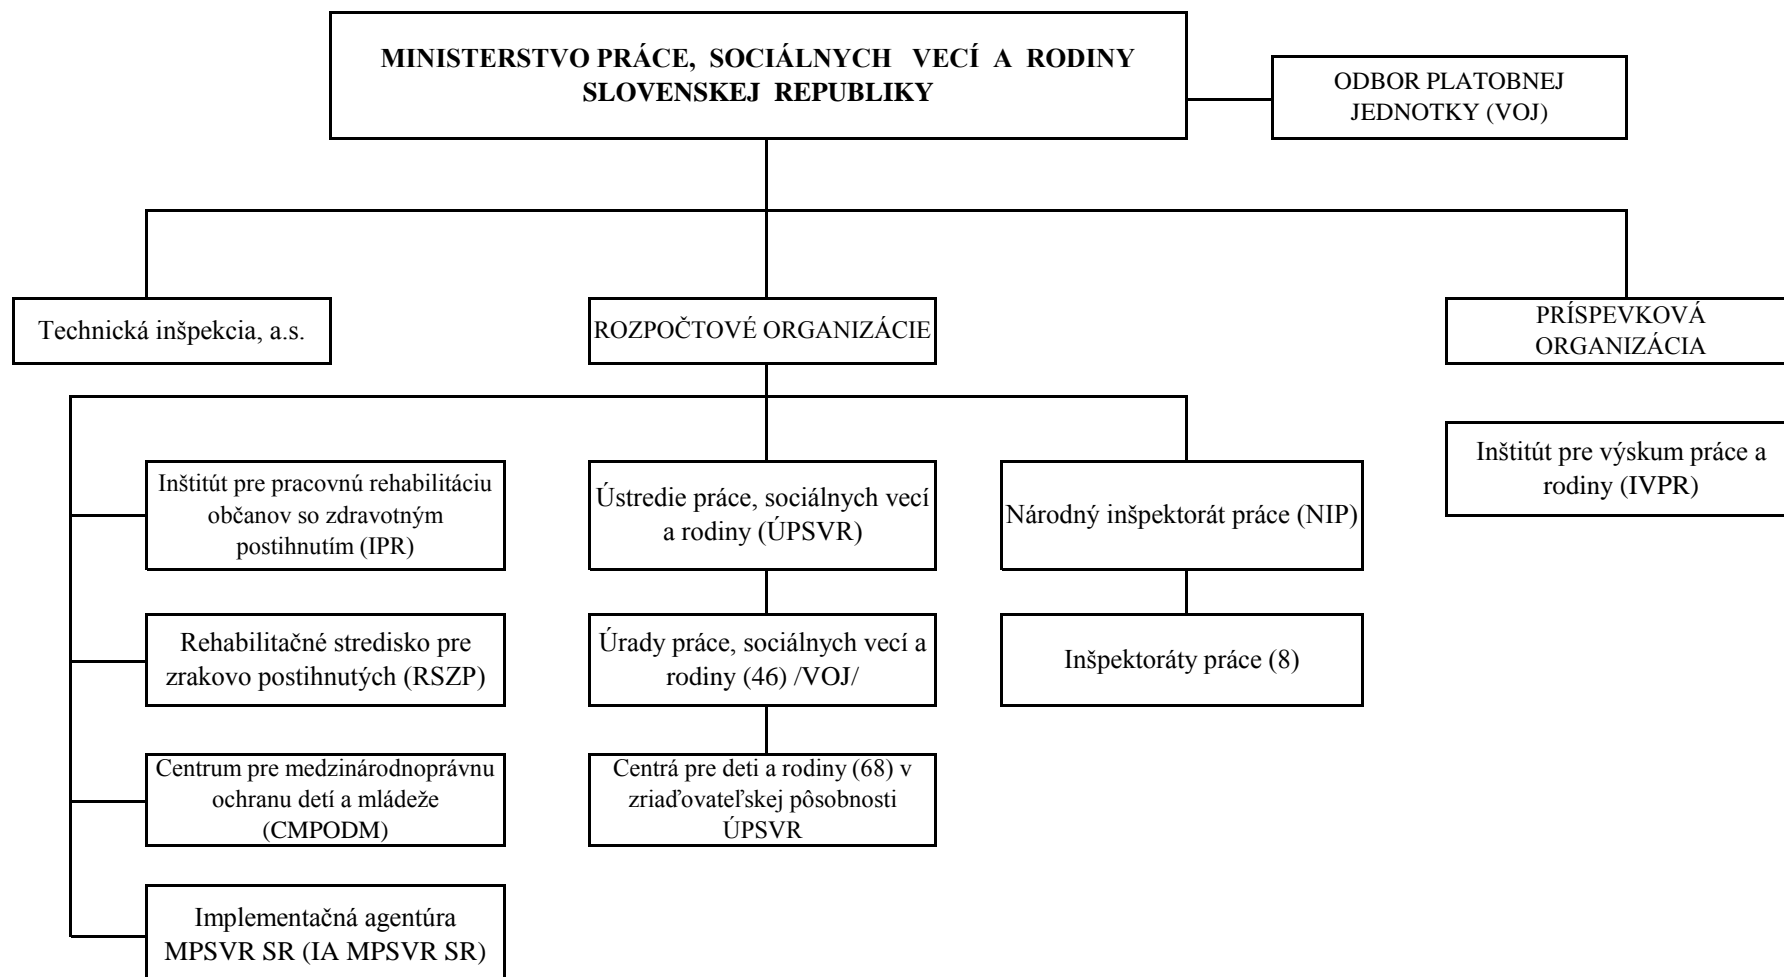 MINISTERSTVO PRÁCE, SOCIÁLNYCH VECÍ A RODINY
SLOVENSKEJ REPUBLIKY
ODBOR PLATOBNEJ
JEDNOTKY (VOJ)
Technická inšpekcia, a.s.
ROZPOČTOVÉ ORGANIZÁCIE
PRÍSPEVKOVÁ
ORGANIZÁCIA
Inštitút pre výskum práce a
rodiny (IVPR)
Inštitút pre pracovnú rehabilitáciu
občanov so zdravotným
postihnutím (IPR)
Ústredie práce, sociálnych vecí
a rodiny (ÚPSVR)
Národný inšpektorát práce (NIP)
Rehabilitačné stredisko pre
zrakovo postihnutých (RSZP)
Úrady práce, sociálnych vecí a
rodiny (46) /VOJ/
Inšpektoráty práce (8)
Centrum pre medzinárodnoprávnu
ochranu detí a mládeže
(CMPODM)
Centrá pre deti a rodiny (68) v
zriaďovateľskej pôsobnosti
ÚPSVR
Implementačná agentúra
MPSVR SR (IA MPSVR SR)